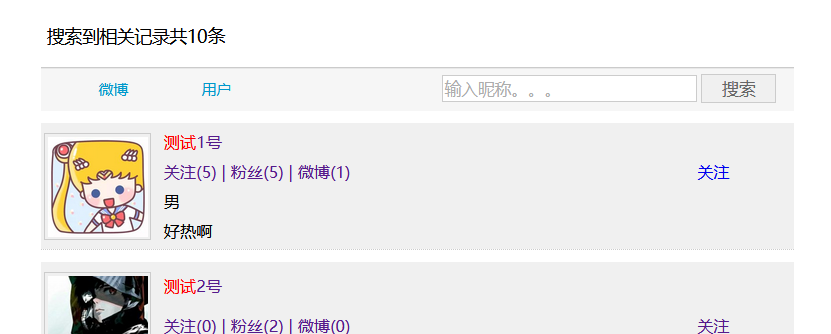 搜索到相关记录共10条
微博 用户 输入昵称。。。 搜索
测试1号
关注(5) | 粉丝(5) | 微博(1) 关注
男
好热啊
测试2号
关注(0) | 粉丝(2) | 微博(0) 关注